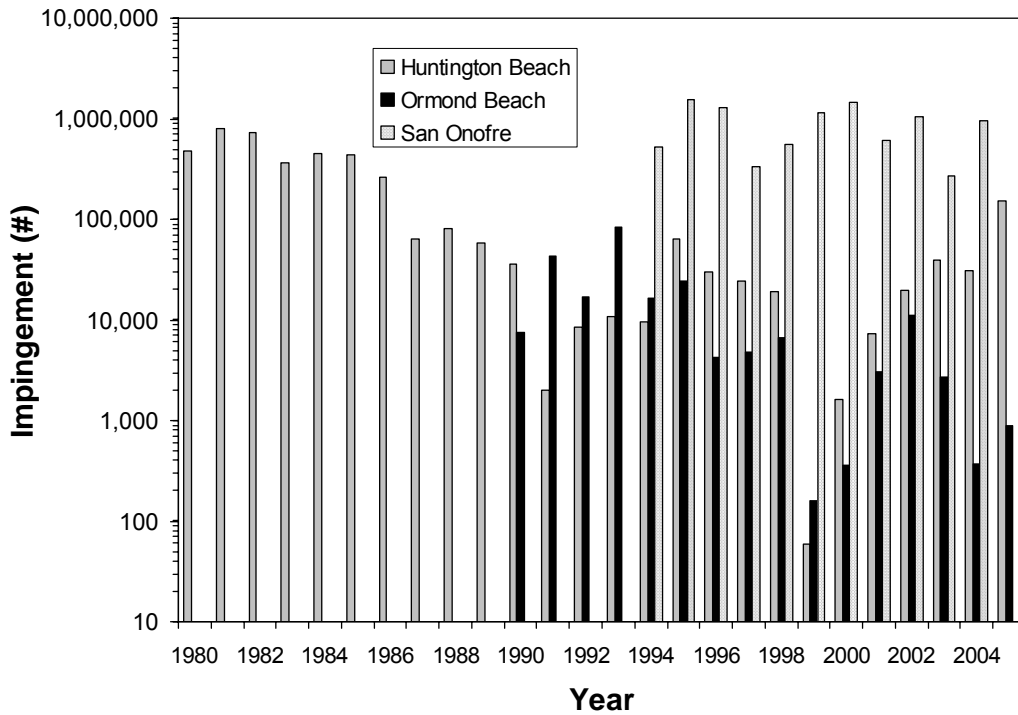 10,000,000
1,000,000
100,000
10,000
1,000
100
10
Impingement (#)
Huntington Beach
Ormond Beach
San Onofre
1980 1982 1984 1986 1988 1990 1992 1994 1996 1998 2000 2002 2004
Year